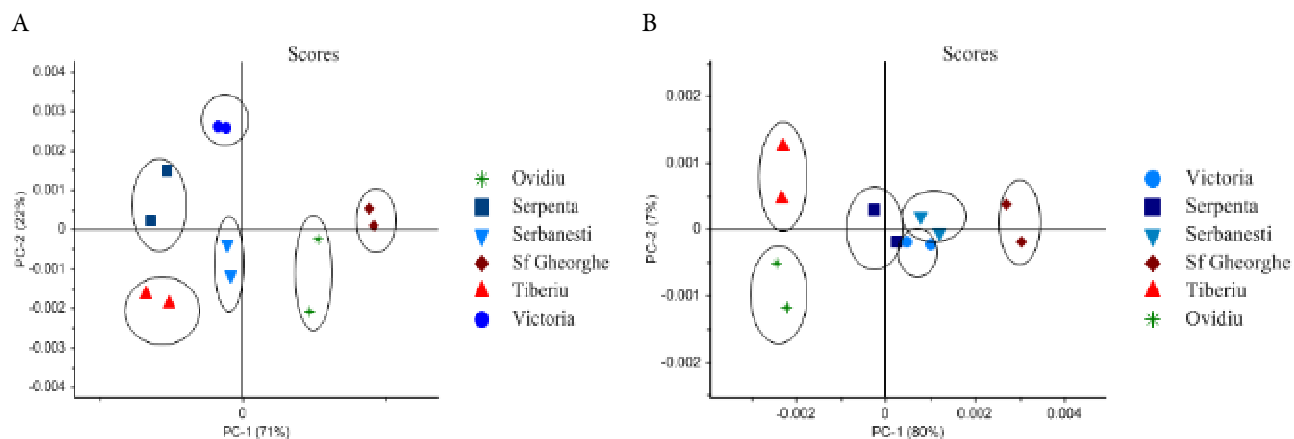 A
B
Scores
0.004
0.003
0.002
0.001
0
-0.001
-0.002
-0.003
-0.004
PC-2 (22%)
0
PC-1 (71%)
Ovidiu
Serpenta
Serbanesti
Sf Gheorghe
Tiberiu
Victoria
Scores
0.002
0.001
0
-0.001
-0.002
PC-2 (7%)
-0.002
0
0.002
0.004
PC-1 (80%)
Victoria
Serpenta
Serbanesti
Sf Gheorghe
Tiberiu
Ovidiu